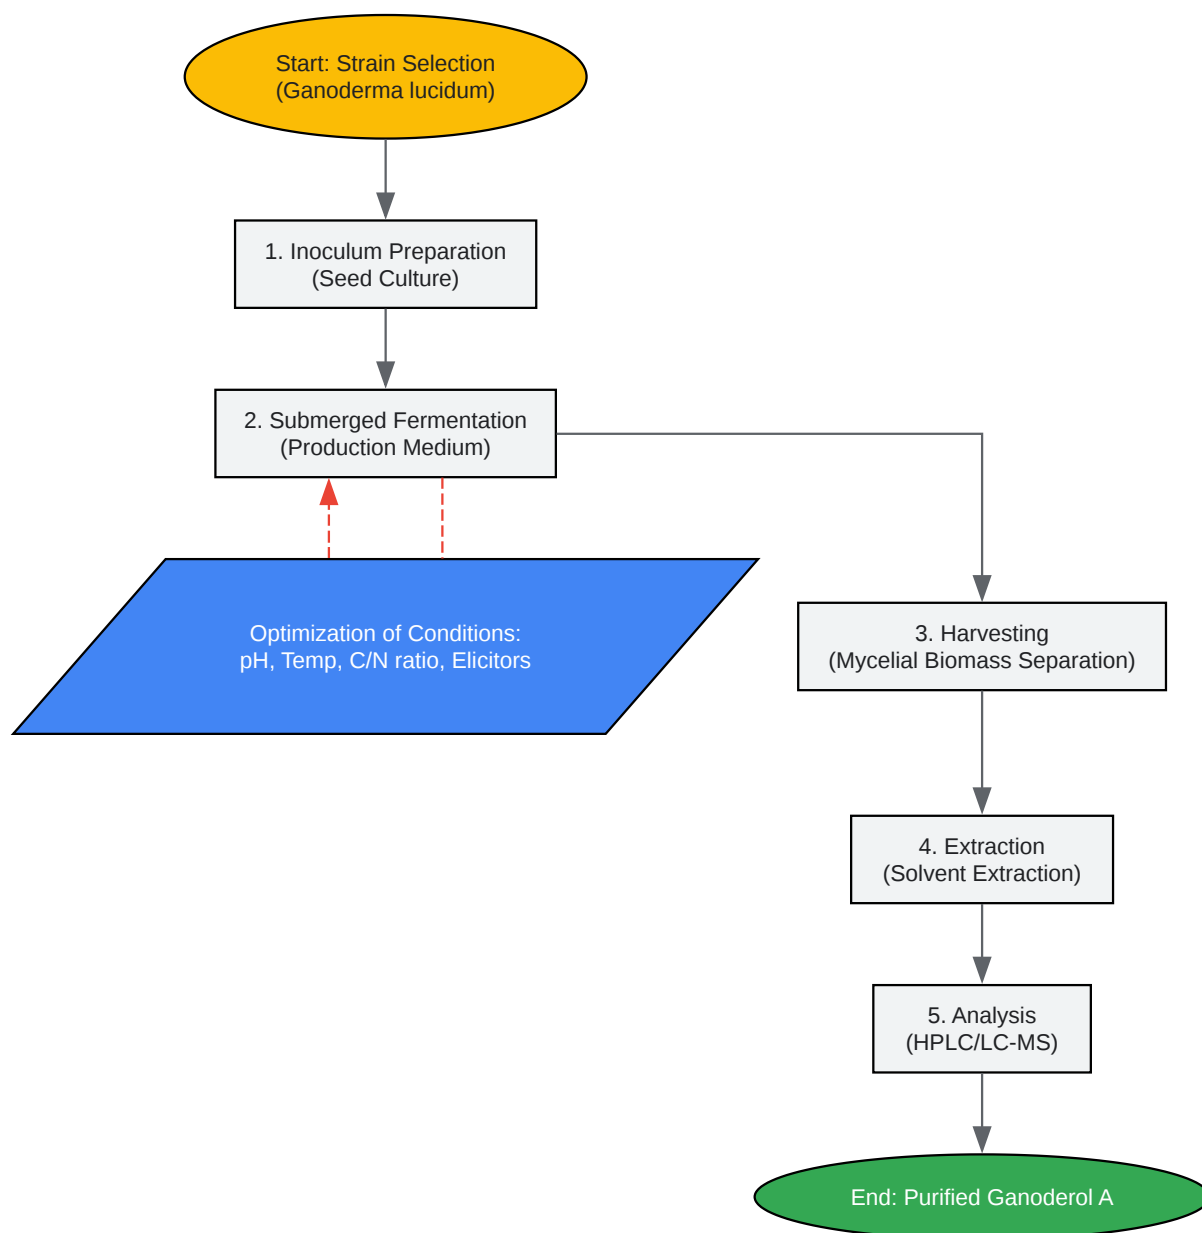 Start: Strain Selection
(Ganoderma lucidum)
1. Inoculum Preparation
(Seed Culture)
2. Submerged Fermentation
(Production Medium)
Optimization of Conditions:
pH, Temp, C/N ratio, Elicitors
3. Harvesting
(Mycelial Biomass Separation)
4. Extraction
(Solvent Extraction)
5. Analysis
(HPLC/LC-MS)
End: Purified Ganoderol A